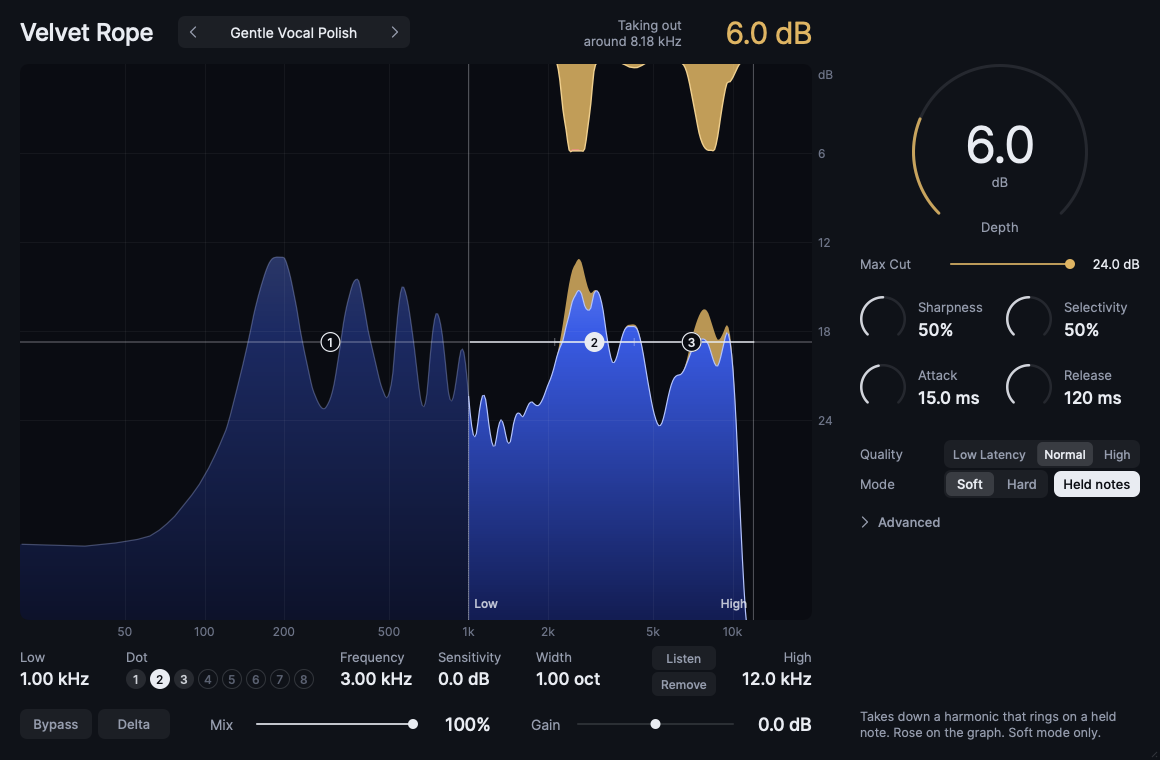 Velvet Rope
Gentle Vocal Polish
Taking out
around 8.18 kHz
6.0 dB
dB
6
12
18
24
1
2
3
Low
High
50
100
200
500
1k
2k
5k
10k
6.0
dB
Depth
Max Cut
24.0 dB
Sharpness
50%
Selectivity
50%
Attack
15.0 ms
Release
120 ms
Quality
Low Latency
Normal
High
Mode
Soft
Hard
Held notes
Advanced
Low
1.00 kHz
Dot
1 2 3 4 5 6 7 8
Frequency
3.00 kHz
Sensitivity
0.0 dB
Width
1.00 oct
Listen
Remove
High
12.0 kHz
Bypass
Delta
Mix
100%
Gain
0.0 dB
Takes down a harmonic that rings on a held
note. Rose on the graph. Soft mode only.